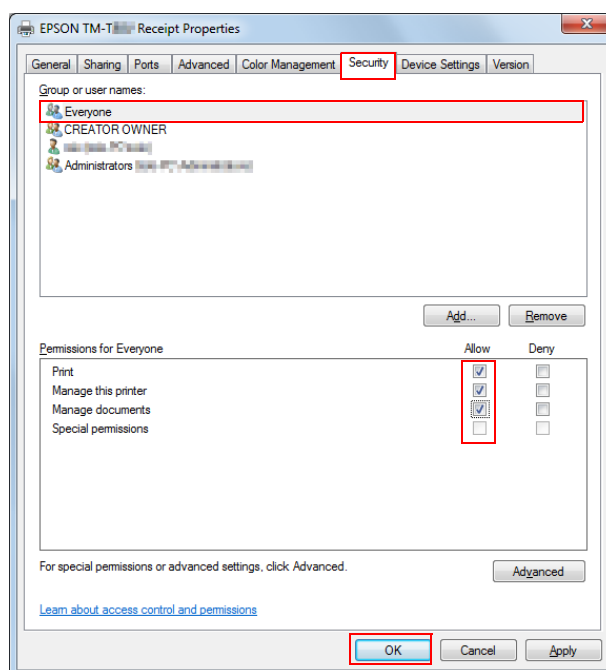 EPSON TM-T Receipt Properties
General Sharing Ports Advanced Color Management Security Device Settings Version
Group or user names:
Everyone
CREATOR OWNER
Administrators
Add... Remove
Permissions for Everyone Allow Deny
Print
Manage this printer
Manage documents
Special permissions
For special permissions or advanced settings, click Advanced.
Advanced
Learn about access control and permissions
OK Cancel Apply